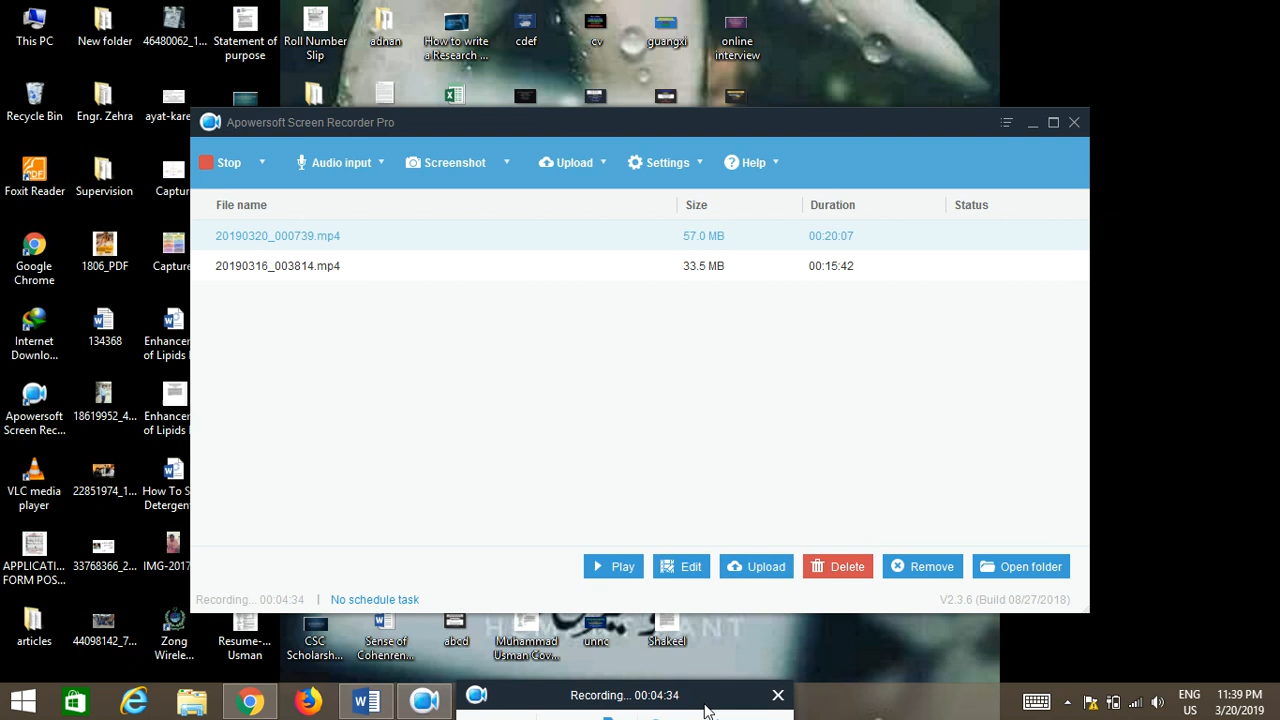 This PC
New folder
46480062_1...
Statement of purpose
Roll Number Slip
adnan
How to write a Research ...
cdef
cv
guangxi
online interview
Recycle Bin
Engr. Zehra
ayat-kare...
Apowersoft Screen Recorder Pro
Stop
Audio input
Screenshot
Upload
Settings
Help
File name
Size
Duration
Status
20190320_000739.mp4
57.0 MB
00:20:07
20190316_003814.mp4
33.5 MB
00:15:42
Foxit Reader
Supervision
Captur
Google Chrome
1806_PDF
Capture
Internet Downlo...
134368
Enhancer of Lipids
Apowersoft Screen Rec...
18619952_4...
Enhancer of Lipids
VLC media player
22851974_1...
How To S Detergent
APPLICATI... FORM POS...
33768366_2...
IMG-2017
Play
Edit
Upload
Delete
Remove
Open folder
Recording... 00:04:34
No schedule task
V2.3.6 (Build 08/27/2018)
articles
44098142_7...
Zong Wirele...
Resume-... Usman
CSC Scholarsh...
Sense of Cohenren...
abcd
Muhammad Usman Cov...
unnc
Shakeel
Recording... 00:04:34
ENG
US
11:39 PM
3/20/2019